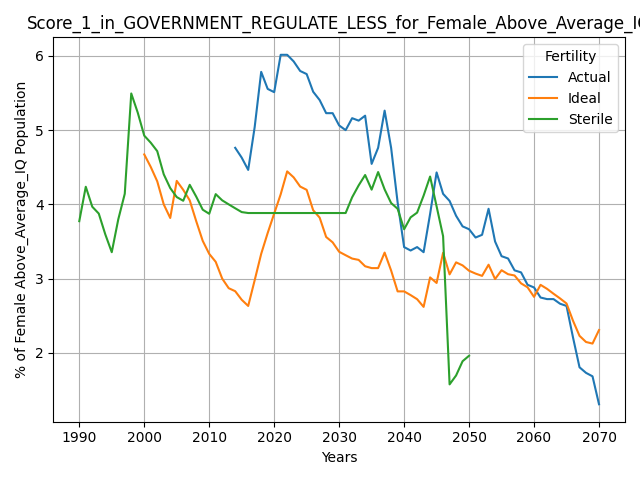 Score_1_in_GOVERNMENT_REGULATE_LESS_for_Female_Above_Average_IQ
Fertility
Actual
Ideal
Sterile
% of Female Above_Average_IQ Population
6
5
4
3
2
1990 2000 2010 2020 2030 2040 2050 2060 2070
Years